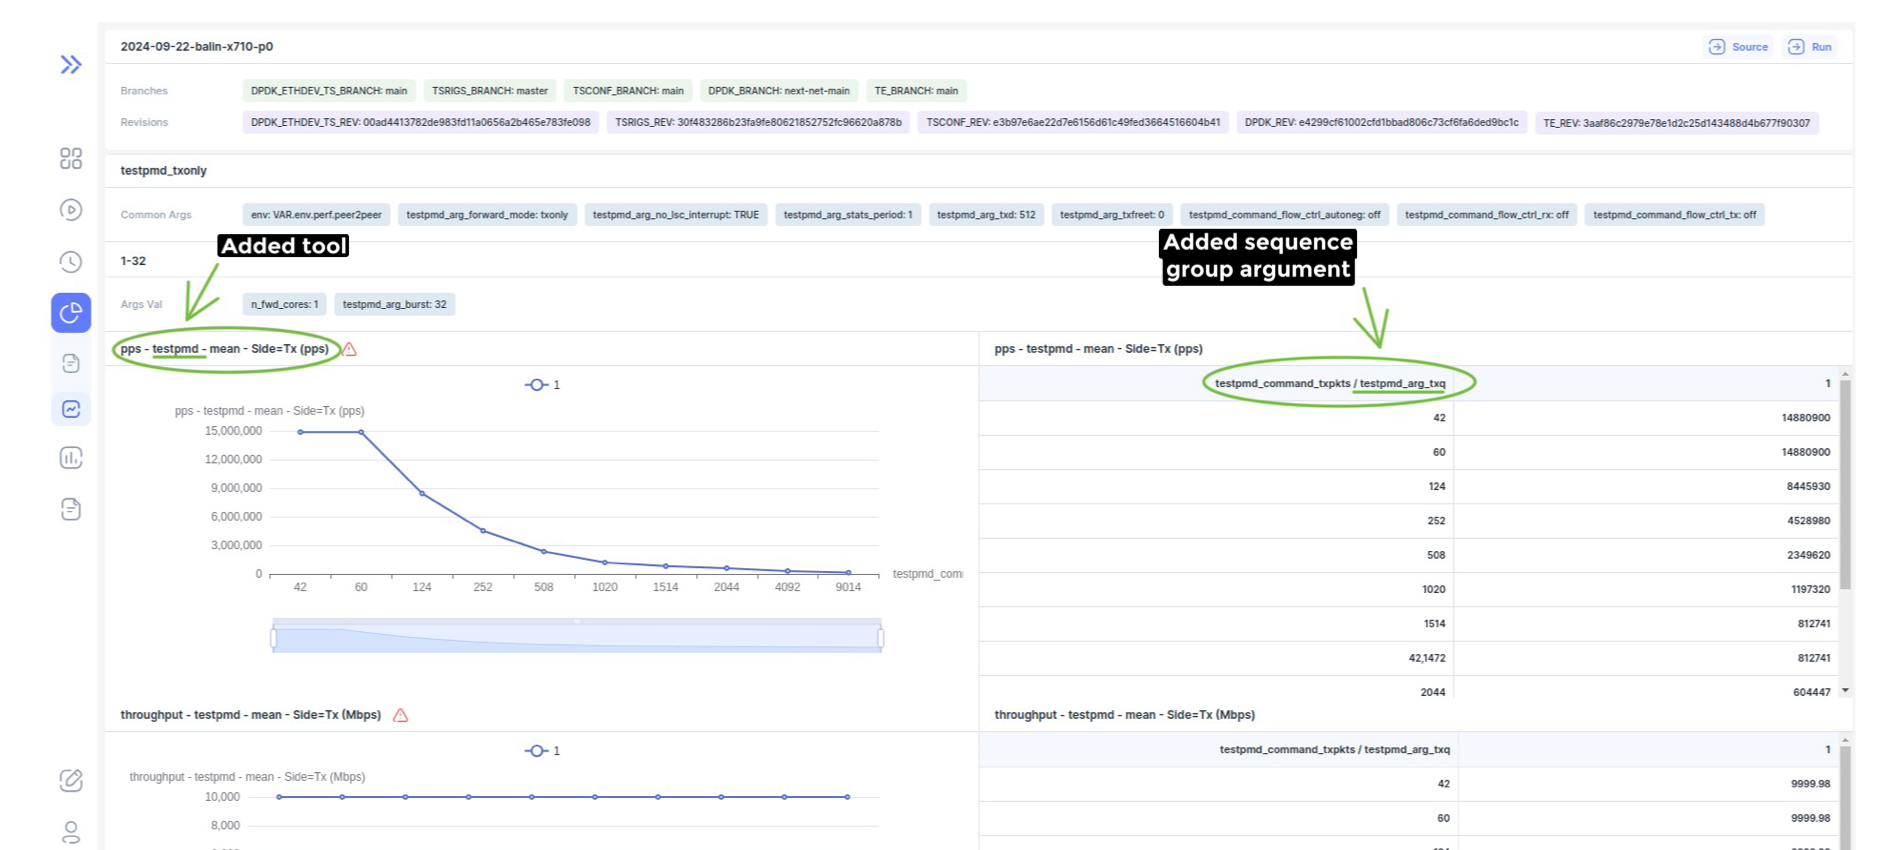 2024-09-22-balin-x710-p0
Source
Run
Branches
DPDK_ETHDEV_TS_BRANCH: main
TSRIGS_BRANCH: master
TSCONF_BRANCH: main
DPDK_BRANCH: next-net-main
TE_BRANCH: main
Revisions
DPDK_ETHDEV_TS_REV: 00ad4413782de983fd11a0656a2b465e783fe098
TSRIGS_REV: 30f483286b23fa9fe80621852752fc96620a878b
TSCONF_REV: e3b97e6ae22d7e6156d61c49fed3664516604b41
DPDK_REV: e4299cf61002cfd1bbad806c73cf6fa6ded9bc1c
TE_REV: 3aaf86c2979e78e1d2c25d143488d4b677f90307
testpmd_txonly
Common Args
env: VAR.env.perf.peer2peer
testpmd_arg_forward_mode: txonly
testpmd_arg_no_lsc_interrupt: TRUE
testpmd_arg_stats_period: 1
testpmd_arg_txd: 512
testpmd_arg_txfreet: 0
testpmd_command_flow_ctrl_autoneg: off
testpmd_command_flow_ctrl_rx: off
testpmd_command_flow_ctrl_tx: off
Added tool
Added sequence
group argument
1-32
Args Val
n_fwd_cores: 1
testpmd_arg_burst: 32
pps - testpmd - mean - Side=Tx (pps)
1
pps - testpmd - mean - Side=Tx (pps)
15,000,000
12,000,000
9,000,000
6,000,000
3,000,000
0
42 60 124 252 508 1020 1514 2044 4092 9014
testpmd_com
pps - testpmd - mean - Side=Tx (pps)
testpmd_command_txpkts / testpmd_arg_txq 1
42 14880900
60 14880900
124 8445930
252 4528980
508 2349620
1020 1197320
1514 812741
42,1472 812741
2044 604447
throughput - testpmd - mean - Side=Tx (Mbps)
1
throughput - testpmd - mean - Side=Tx (Mbps)
10,000
8,000
throughput - testpmd - mean - Side=Tx (Mbps)
testpmd_command_txpkts / testpmd_arg_txq 1
42 9999.98
60 9999.98